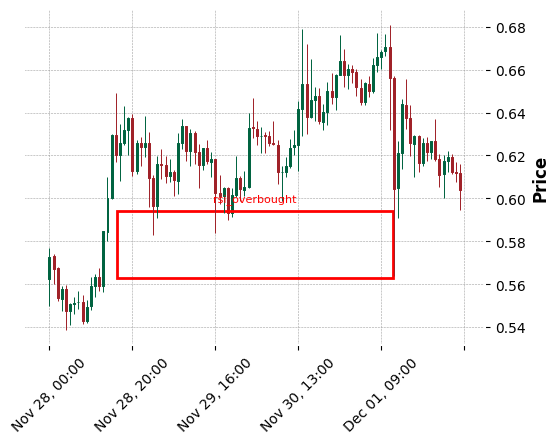 0.68
0.66
0.64
0.62
0.60
0.58
0.56
0.54
Price
rsi overbought
Nov 28, 00:00
Nov 28, 20:00
Nov 29, 16:00
Nov 30, 13:00
Dec 01, 09:00